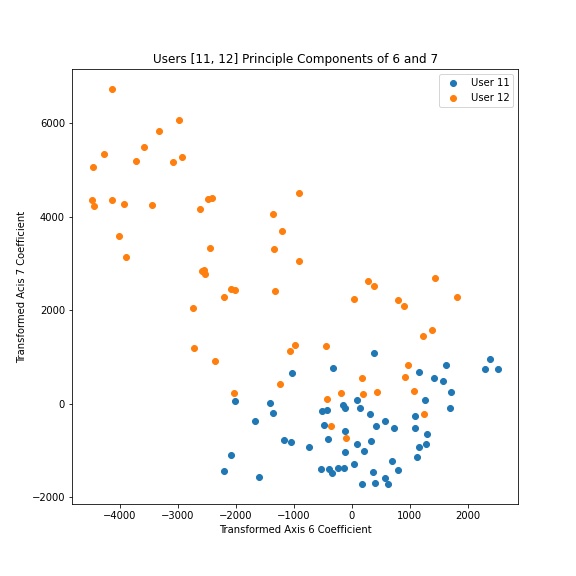 Users [11, 12] Principle Components of 6 and 7
User 11
User 12
6000
4000
2000
0
−2000
Transformed Acis 7 Coefficient
−4000
−3000
−2000
−1000
0
1000
2000
Transformed Axis 6 Coefficient